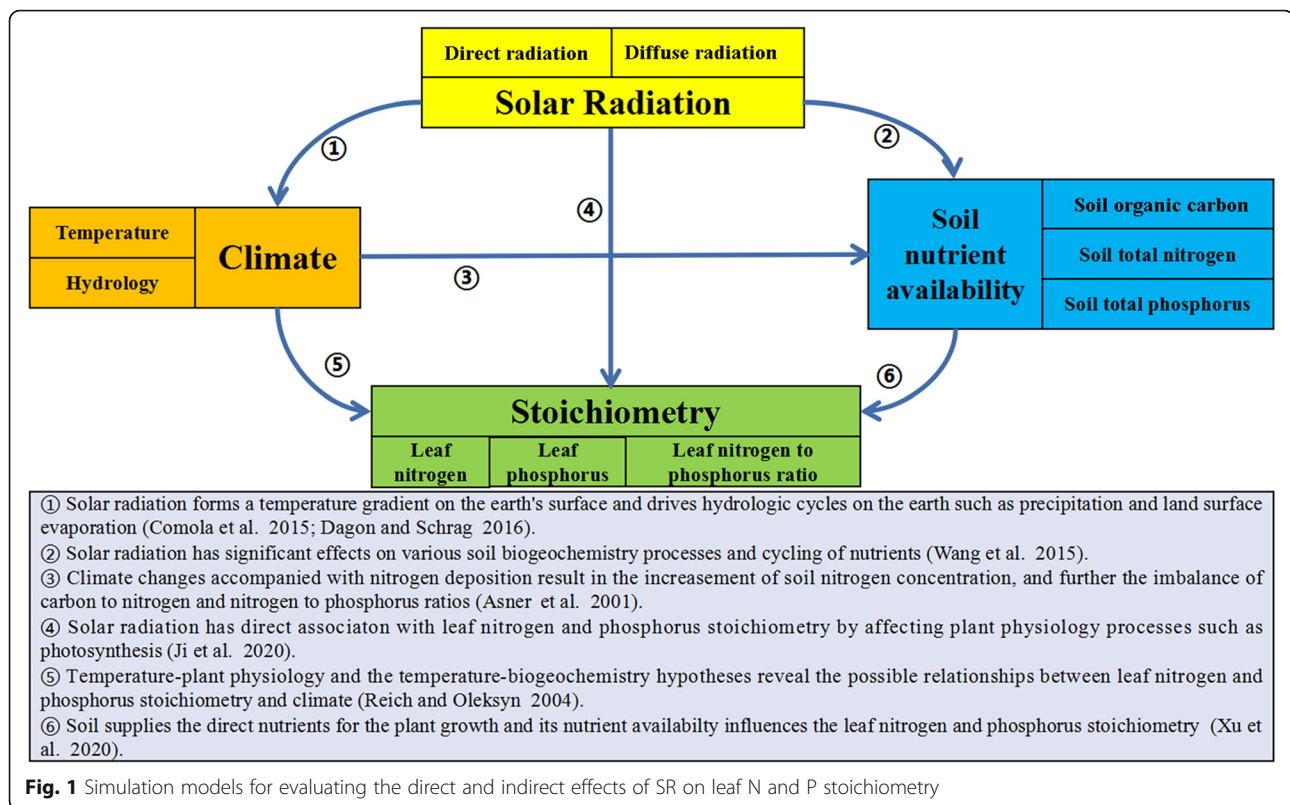 Direct radiation
Diffuse radiation
Solar Radiation
①
②
④
Temperature
Hydrology
Climate
③
Soil
nutrient
availability
Soil organic carbon
Soil total nitrogen
Soil total phosphorus
⑤
⑥
Stoichiometry
Leaf
nitrogen
Leaf
phosphorus
Leaf nitrogen to
phosphorus ratio
① Solar radiation forms a temperature gradient on the earth's surface and drives hydrologic cycles on the earth such as precipitation and land surface
evaporation (Comola et al. 2015; Dagon and Schrag 2016).
② Solar radiation has significant effects on various soil biogeochemistry processes and cycling of nutrients (Wang et al. 2015).
③ Climate changes accompanied with nitrogen deposition result in the increasement of soil nitrogen concentration, and further the imbalance of
carbon to nitrogen and nitrogen to phosphorus ratios (Asner et al. 2001).
④ Solar radiation has direct associaton with leaf nitrogen and phosphorus stoichiometry by affecting plant physiology processes such as
photosynthesis (Ji et al. 2020).
⑤ Temperature-plant physiology and the temperature-biogeochemistry hypotheses reveal the possible relationships between leaf nitrogen and
phosphorus stoichiometry and climate (Reich and Oleksyn 2004).
⑥ Soil supplies the direct nutrients for the plant growth and its nutrient availabilty influences the leaf nitrogen and phosphorus stoichiometry (Xu et
al. 2020).
Fig. 1 Simulation models for evaluating the direct and indirect effects of SR on leaf N and P stoichiometry